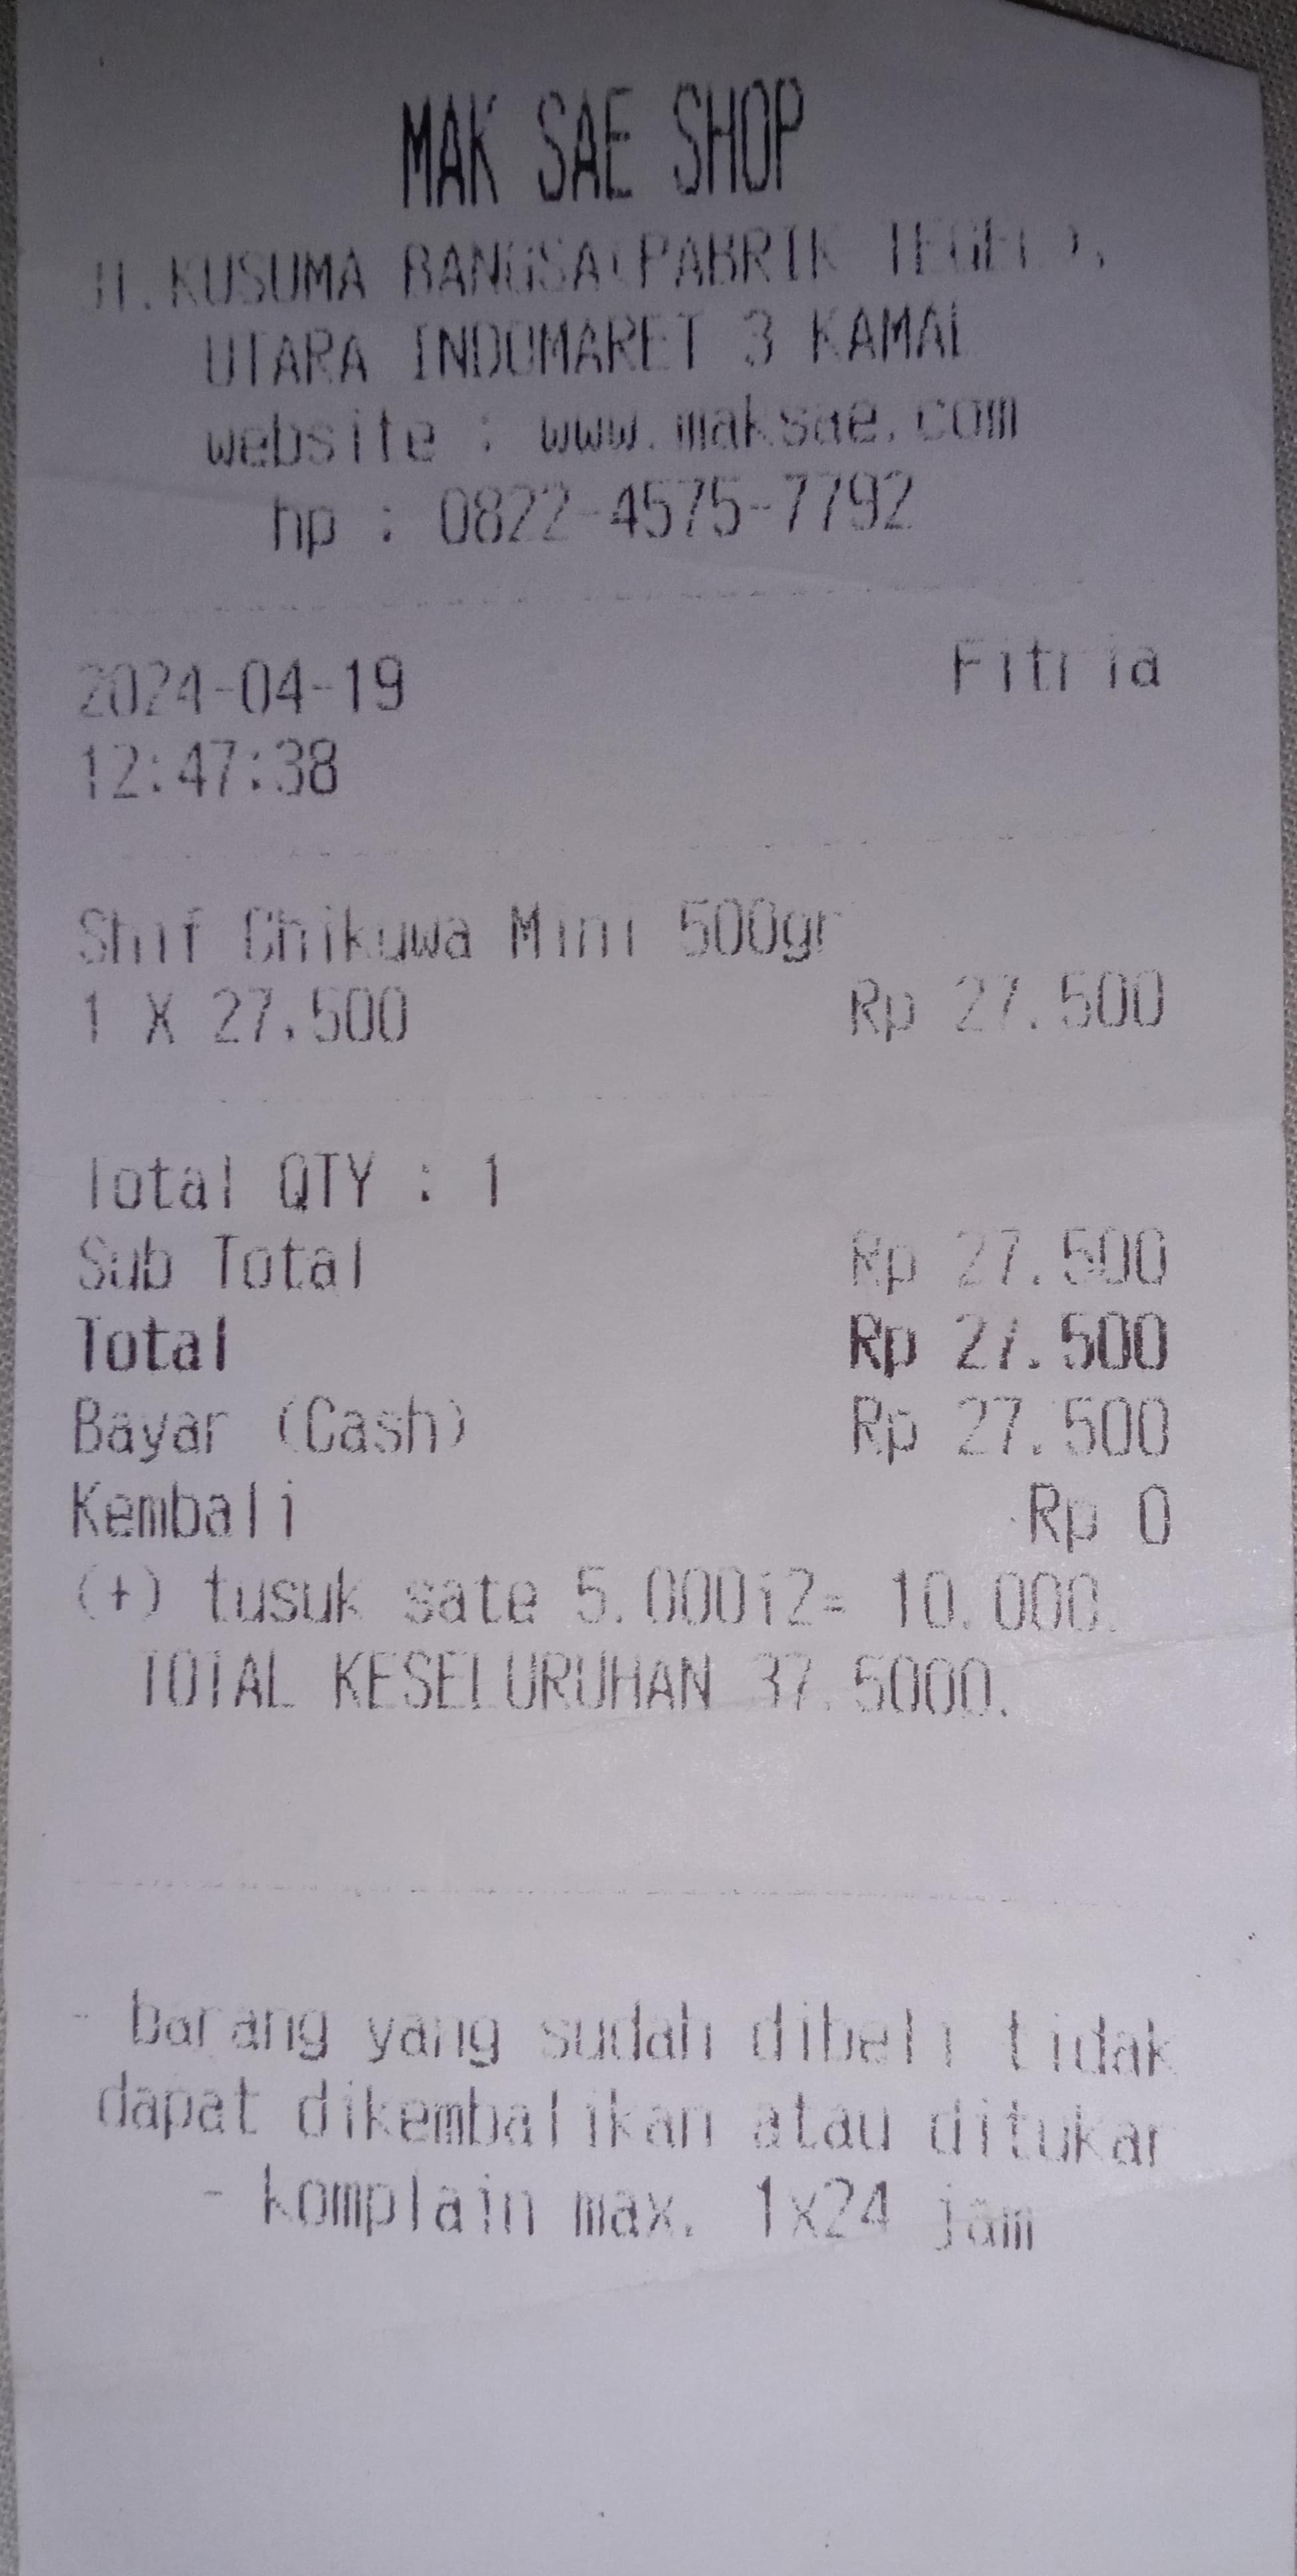 MAK SAE SHOP
JL.KUSUMA BANGSA(PABRIK TEGEL),
UTARA INDOMARET 3 KAMAL
website : www.maksae.com
hp : 0822-4575-7792
2024-04-19 Fitria
12:47:38
Shif Chikuwa Mini 500gr
1 X 27.500 Rp 27.500
Total QTY : 1
Sub Total Rp 27.500
Total Rp 27.500
Bayar (Cash) Rp 27.500
Kembali Rp 0
(+) tusuk sate 5.000i2= 10.000.
TOTAL KESELURUHAN 37.5000.
- barang yang sudah dibeli tidak
dapat dikembalikan atau ditukar
- komplain max. 1x24 jam